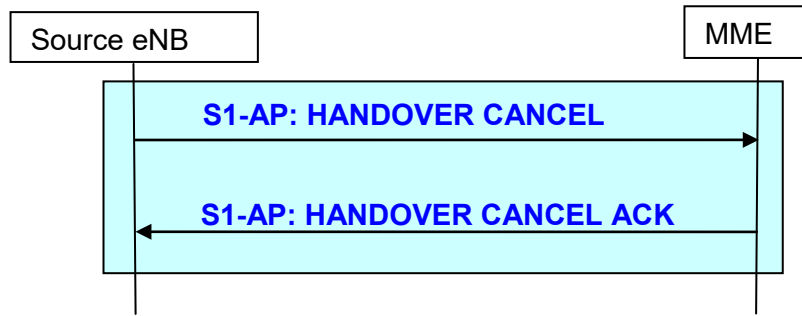 Source eNB
MME
S1-AP: HANDOVER CANCEL
S1-AP: HANDOVER CANCEL ACK